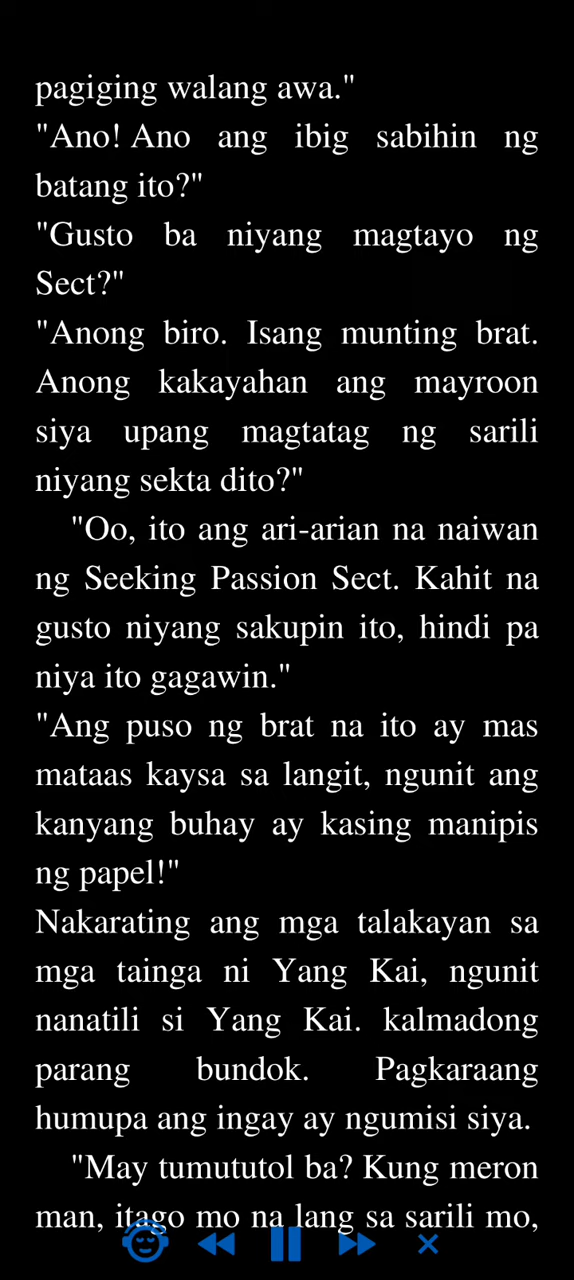 pagiging walang awa."
"Ano! Ano ang ibig sabihin ng
batang ito?"
"Gusto ba niyang magtayo ng
Sect?"
"Anong biro. Isang munting brat.
Anong kakayahan ang mayroon
siya upang magtatag ng sarili
niyang sekta dito?"
"Oo, ito ang ari-arian na naiwan
ng Seeking Passion Sect. Kahit na
gusto niyang sakupin ito, hindi pa
niya ito gagawin."
"Ang puso ng brat na ito ay mas
mataas kaysa sa langit, ngunit ang
kanyang buhay ay kasing manipis
ng papel!"
Nakarating ang mga talakayan sa
mga tainga ni Yang Kai, ngunit
nanatili si Yang Kai. kalmadong
parang bundok. Pagkaraang
humupa ang ingay ay ngumisi siya.
"May tumututol ba? Kung meron
man, itago mo na lang sa sarili mo,